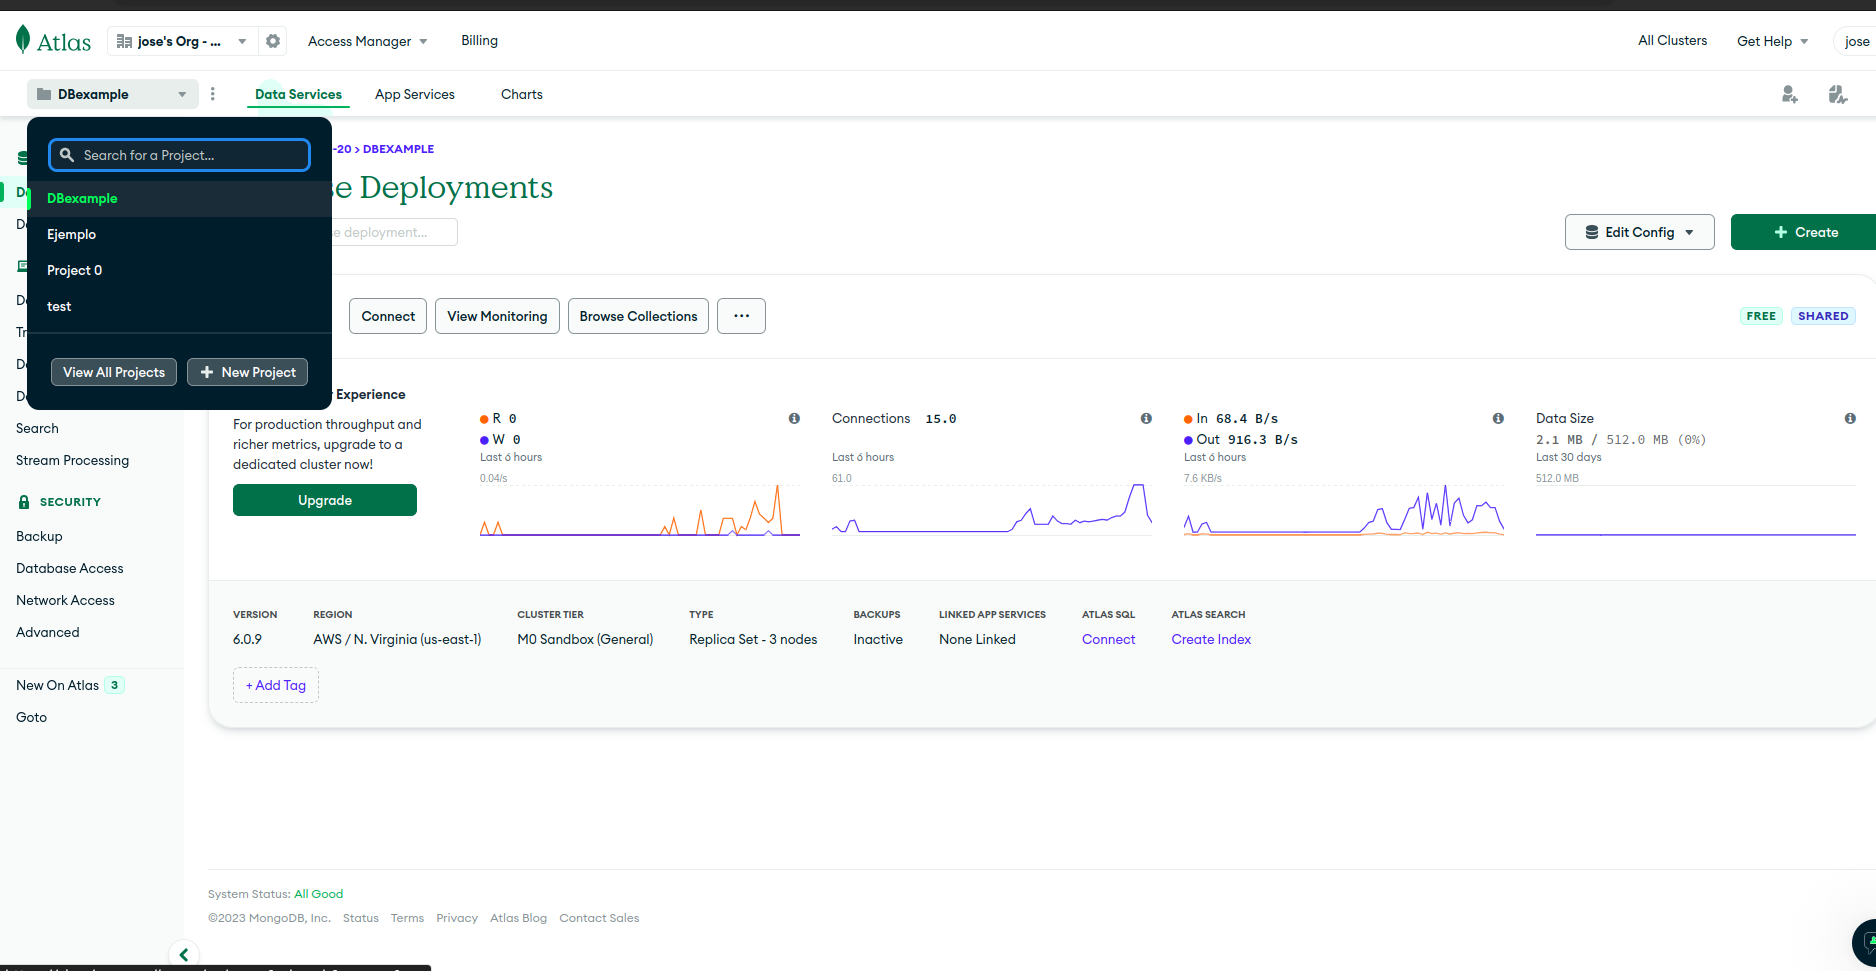 Atlas
jose's Org - ...
Access Manager
Billing
All Clusters
Get Help
jose
DBexample
Data Services
App Services
Charts
Search for a Project...
DBexample
Ejemplo
Project 0
test
View All Projects
+ New Project
-20 > DBEXAMPLE
se Deployments
se deployment...
Edit Config
+ Create
Connect
View Monitoring
Browse Collections
...
FREE
SHARED
De
De
De
Tr
De
De
Search
Stream Processing
SECURITY
Backup
Database Access
Network Access
Advanced
New On Atlas 3
Goto
Experience
For production throughput and
richer metrics, upgrade to a
dedicated cluster now!
Upgrade
R 0
W 0
Last 6 hours
0.04/s
Connections 15.0
Last 6 hours
61.0
In 68.4 B/s
Out 916.3 B/s
Last 6 hours
7.6 KB/s
Data Size
2.1 MB / 512.0 MB (0%)
Last 30 days
512.0 MB
VERSION
6.0.9
REGION
AWS / N. Virginia (us-east-1)
CLUSTER TIER
M0 Sandbox (General)
TYPE
Replica Set - 3 nodes
BACKUPS
Inactive
LINKED APP SERVICES
None Linked
ATLAS SQL
Connect
ATLAS SEARCH
Create Index
+ Add Tag
System Status: All Good
©2023 MongoDB, Inc. Status Terms Privacy Atlas Blog Contact Sales